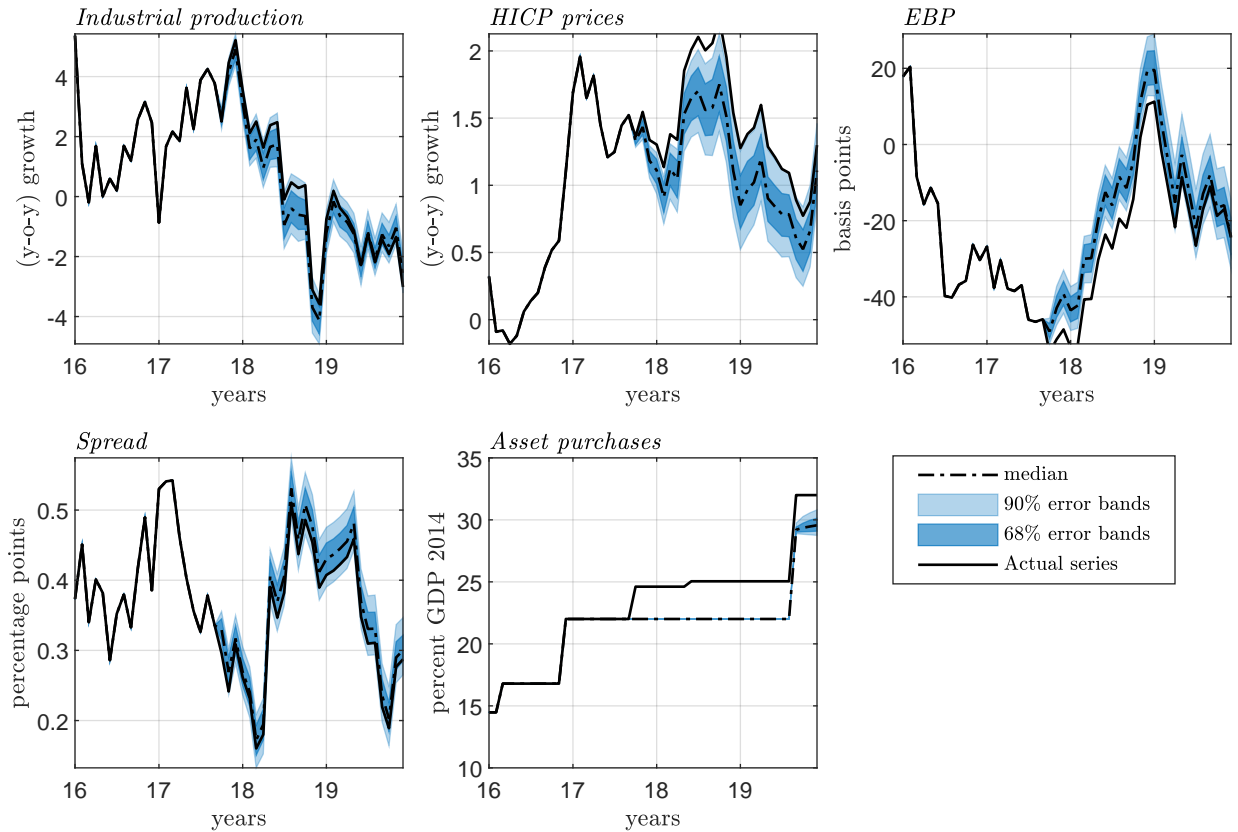 Industrial production
(y-o-y) growth
4
2
0
-2
-4
16 17 18 19
years
HICP prices
(y-o-y) growth
2
1.5
1
0.5
0
16 17 18 19
years
EBP
basis points
20
0
-20
-40
16 17 18 19
years
Spread
percentage points
0.5
0.4
0.3
0.2
16 17 18 19
years
Asset purchases
percent GDP 2014
35
30
25
20
15
10
16 17 18 19
years
median
90% error bands
68% error bands
Actual series